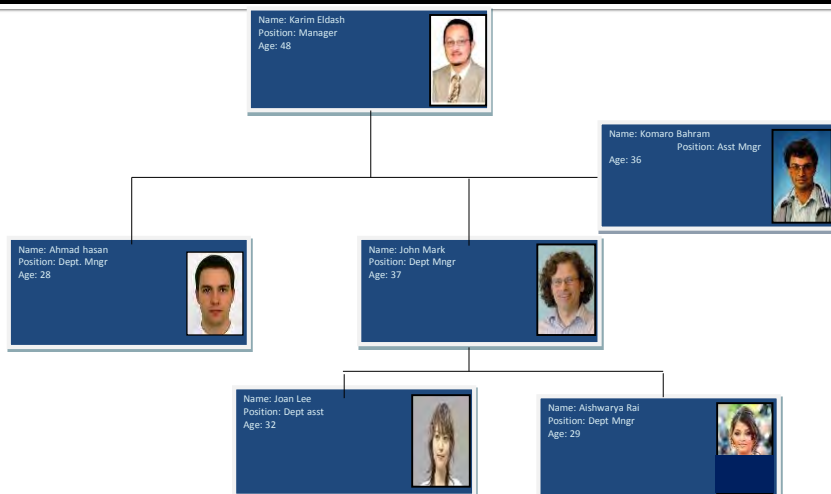 Name: Karim Eldash
Position: Manager
Age: 48
Name: Komaro Bahram
Position: Asst Mngr
Age: 36
Name: Ahmad hasan
Position: Dept. Mngr
Age: 28
Name: John Mark
Position: Dept Mngr
Age: 37
Name: Joan Lee
Position: Dept asst
Age: 32
Name: Aishwarya Rai
Position: Dept Mngr
Age: 29